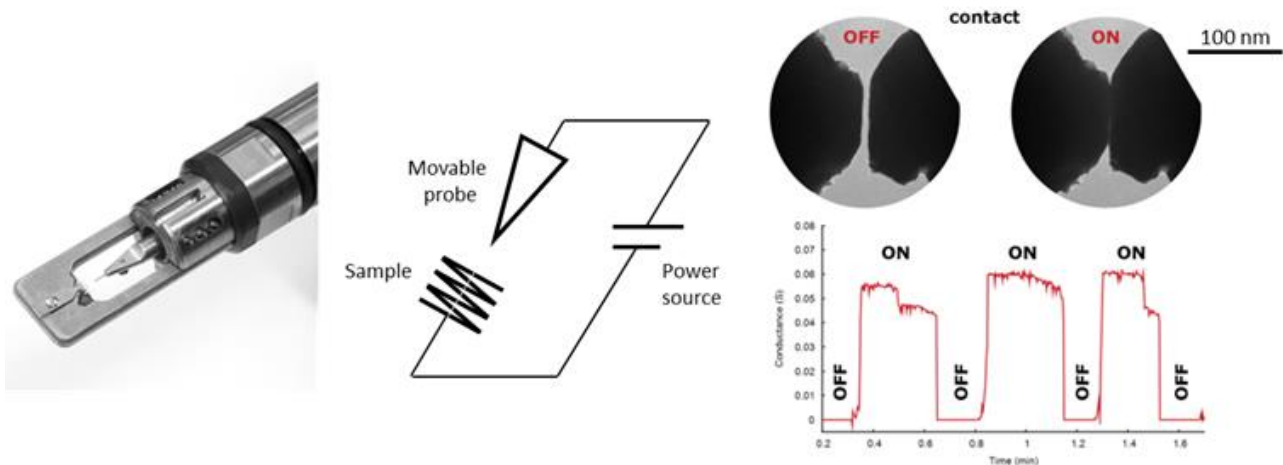 Movable
probe
Sample
Power
source
contact
OFF
ON
100 nm
0.08
0.07
0.06
0.05
0.04
0.03
0.02
0.01
0
Conductance (S)
ON
ON
ON
OFF
OFF
OFF
OFF
0.2
0.4
0.6
0.8
1
1.2
1.4
1.6
Time (min)